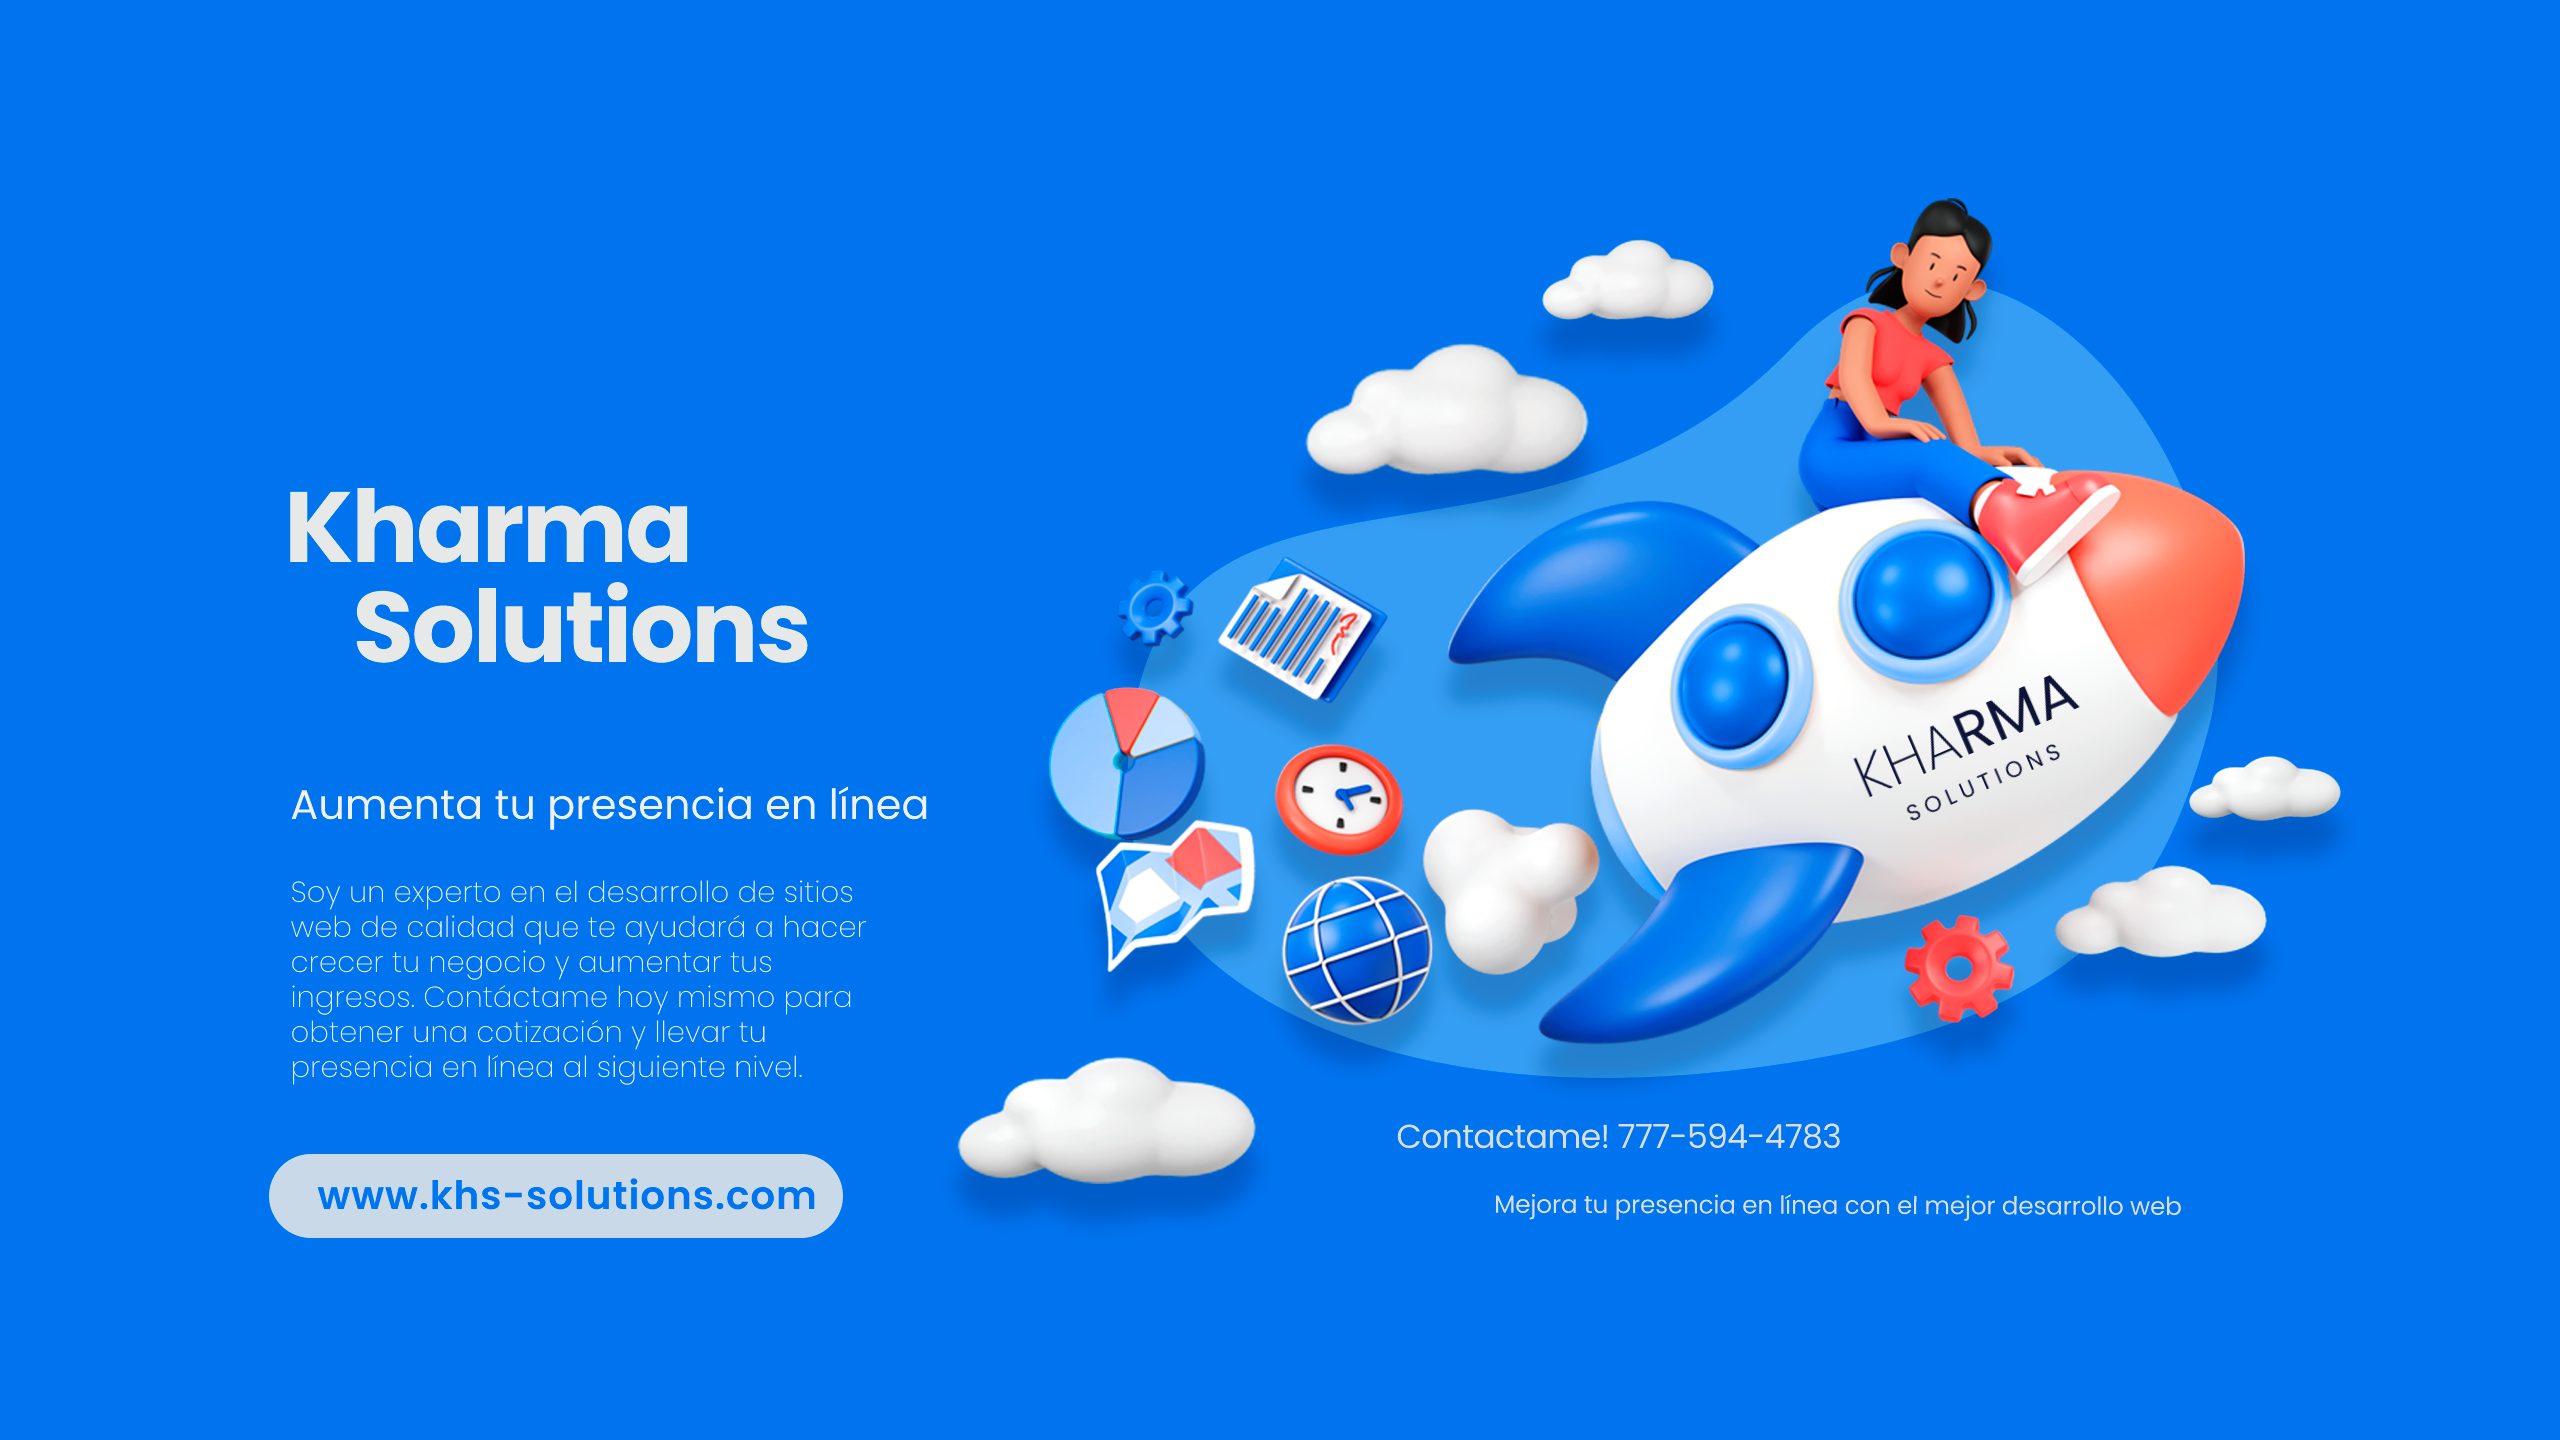 Kharma
Solutions
Aumenta tu presencia en línea
Soy un experto en el desarrollo de sitios
web de calidad que te ayudará a hacer
crecer tu negocio y aumentar tus
ingresos. Contáctame hoy mismo para
obtener una cotización y llevar tu
presencia en línea al siguiente nivel.
www.khs-solutions.com
KHARMA
SOLUTIONS
Contactame! 777-594-4783
Mejora tu presencia en línea con el mejor desarrollo web